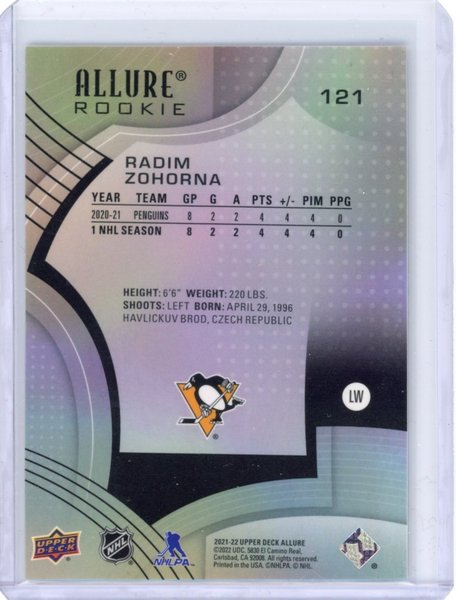 ALLURE®
ROOKIE
121
RADIM
ZOHORNA
YEAR TEAM GP G A PTS +/- PIM PPG
2020-21 PENGUINS 8 2 2 4 4 4 0
1 NHL SEASON 8 2 2 4 4 4 0
HEIGHT: 6'6" WEIGHT: 220 LBS.
SHOOTS: LEFT BORN: APRIL 29, 1996
HAVLICKUV BROD, CZECH REPUBLIC
LW
®
UPPER
DECK
NHL
NHLPA
2021-22 UPPER DECK ALLURE
©2022 UDC. 5830 El Camino Real,
Carlsbad, CA 92008. All rights reserved.
Printed in the USA. ©NHLPA. © NHL.
®